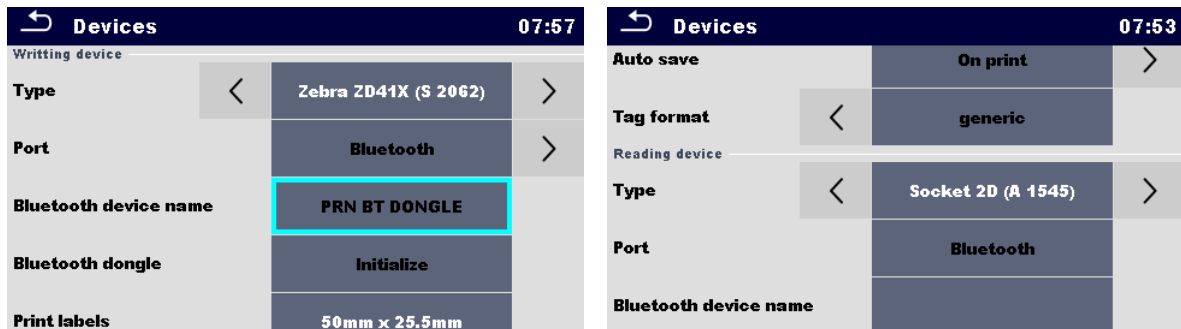 Devices 07:57
Writting device
Type Zebra ZD41X (S 2062)
Port Bluetooth
Bluetooth device name PRN BT DONGLE
Bluetooth dongle Initialize
Print labels 50mm x 25.5mm
Devices 07:53
Auto save On print
Tag format generic
Reading device
Type Socket 2D (A 1545)
Port Bluetooth
Bluetooth device name